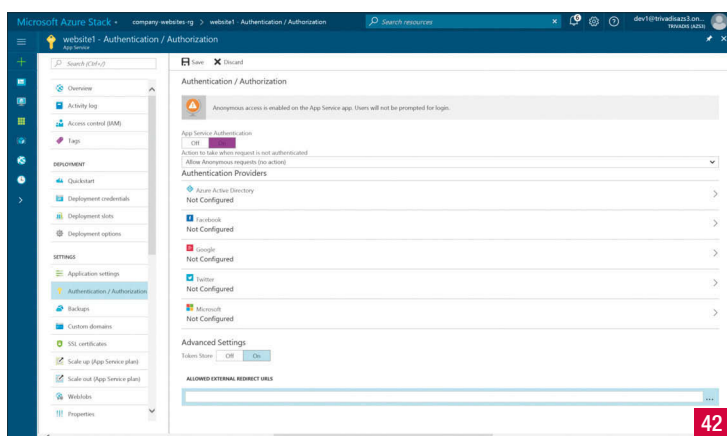 Microsoft Azure Stack
company-websites-rg > website1 - Authentication / Authorization
Search resources
6
dev1@trivadisazs3.on...
TRIVADIS (AZS3)
website1 - Authentication / Authorization
App Service
Search (Ctrl+/)
Overview
Activity log
Access control (IAM)
Tags
DEPLOYMENT
Quickstart
Deployment credentials
Deployment slots
Deployment options
SETTINGS
Application settings
Authentication / Authorization
Backups
Custom domains
SSL certificates
Scale up (App Service plan)
Scale out (App Service plan)
WebJobs
Properties
Save Discard
Authentication / Authorization
Anonymous access is enabled on the App Service app. Users will not be prompted for login.
App Service Authentication
Off On
Action to take when request is not authenticated
Allow Anonymous requests (no action)
Authentication Providers
Azure Active Directory
Not Configured
Facebook
Not Configured
Google
Not Configured
Twitter
Not Configured
Microsoft
Not Configured
Advanced Settings
Token Store Off On
ALLOWED EXTERNAL REDIRECT URLS
...
42